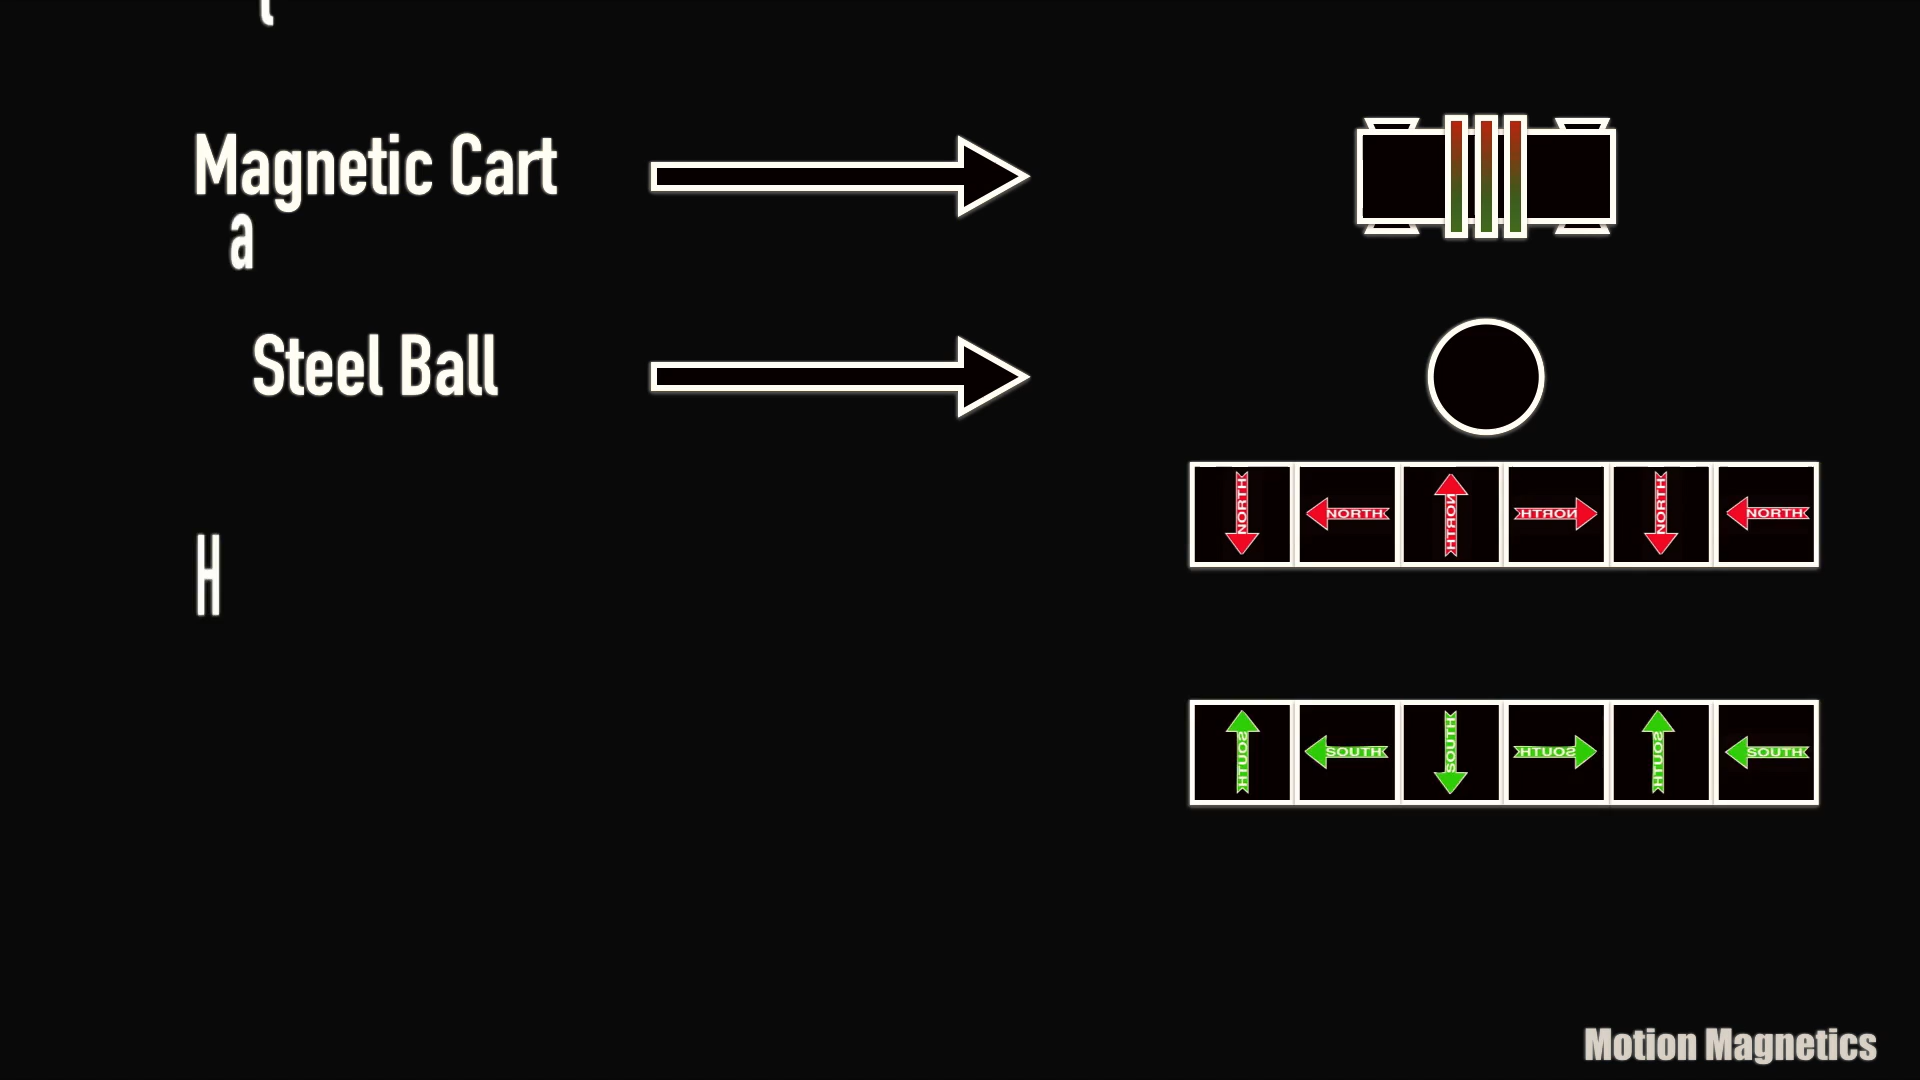 Magnetic Cart
a
Steel Ball
NORTH NORTH NORTH NORTH NORTH NORTH
H
SOUTH SOUTH SOUTH SOUTH SOUTH SOUTH
Motion Magnetics